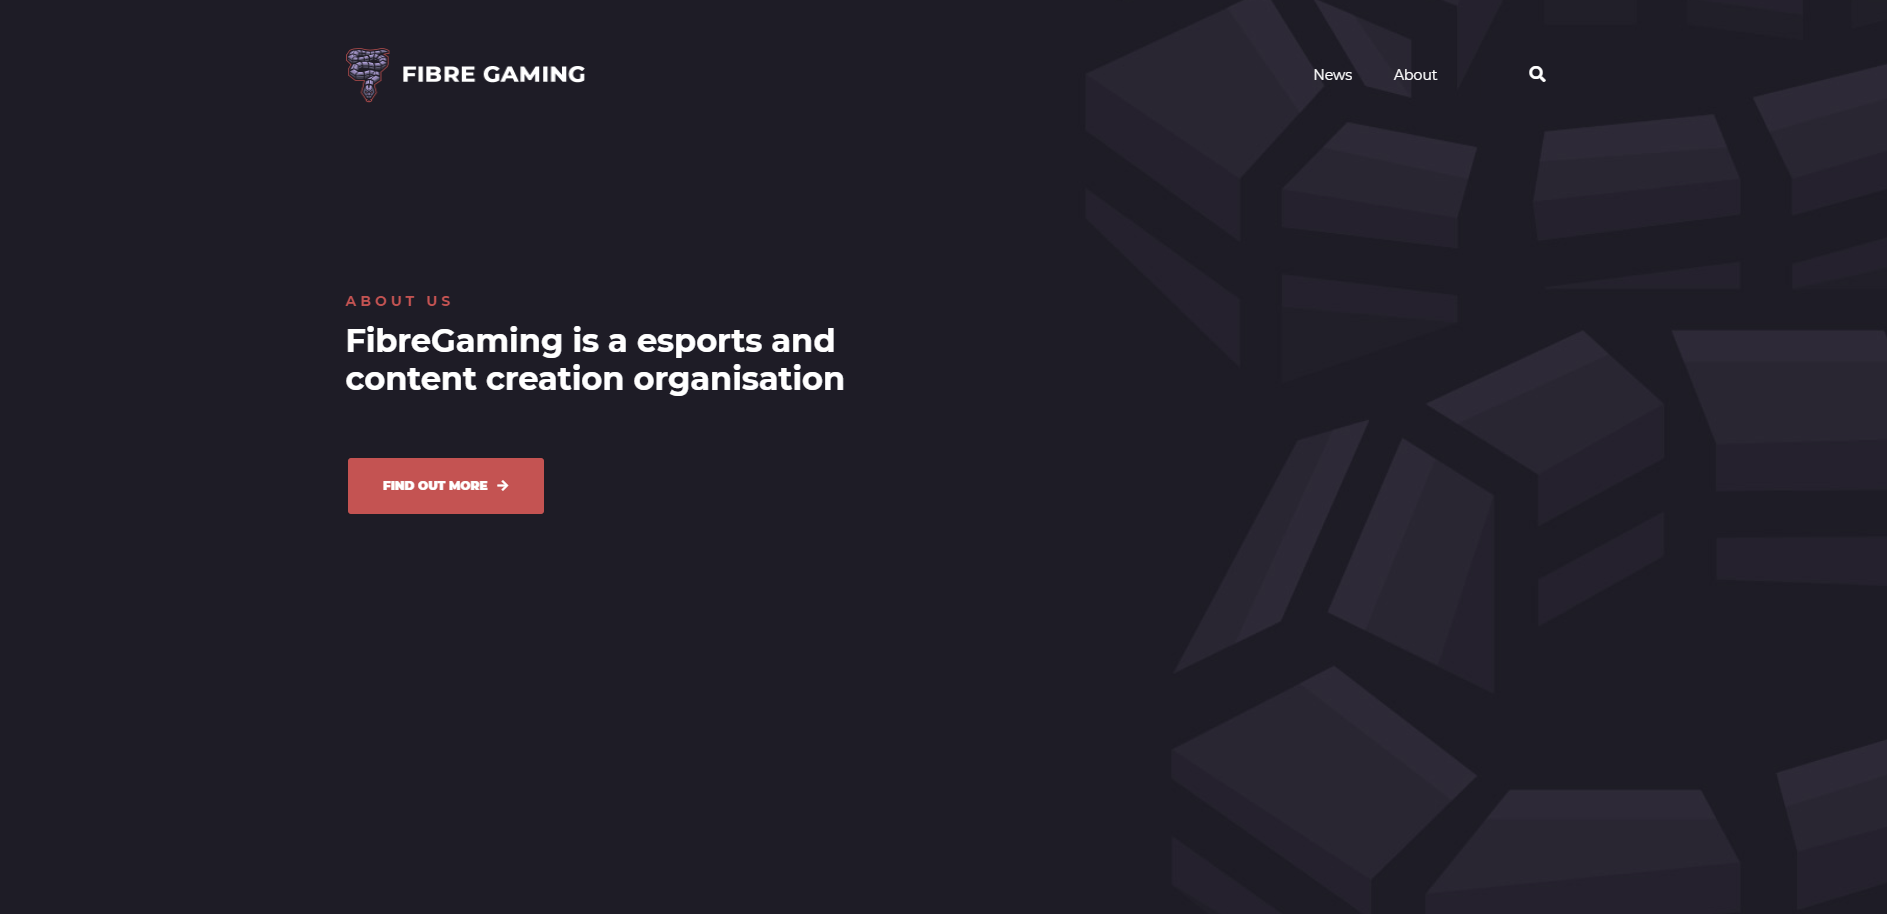 FIBRE GAMING
News
About
ABOUT US
FibreGaming is a esports and
content creation organisation
FIND OUT MORE